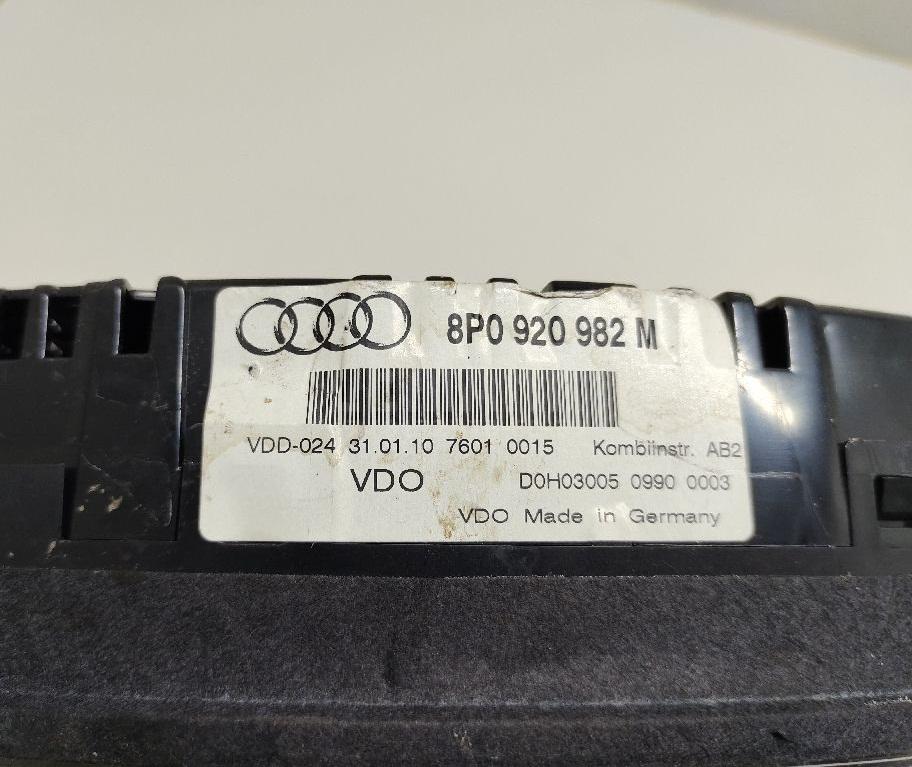 8P0 920 982 M
VDD-024 31.01.10 7601 0015 Kombiinstr. AB2
VDO D0H03005 0990 0003
VDO Made in Germany